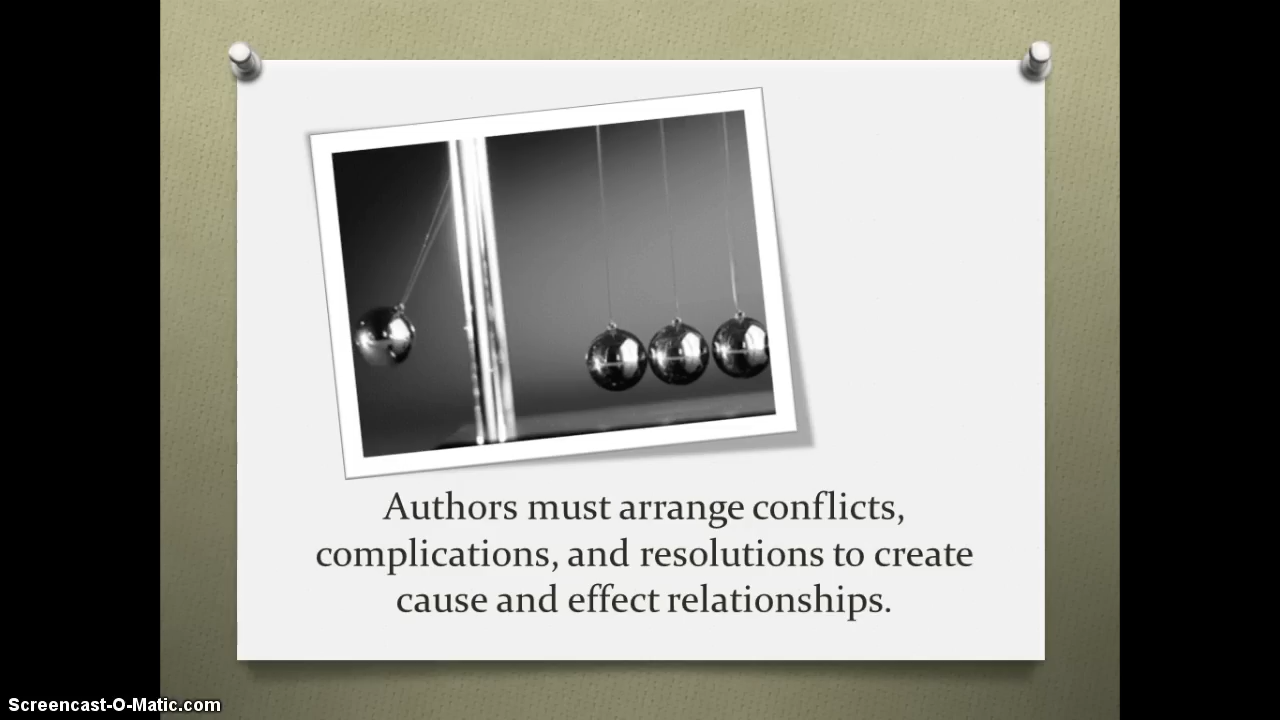 Authors must arrange conflicts,
complications, and resolutions to create
cause and effect relationships.
Screencast-O-Matic.com